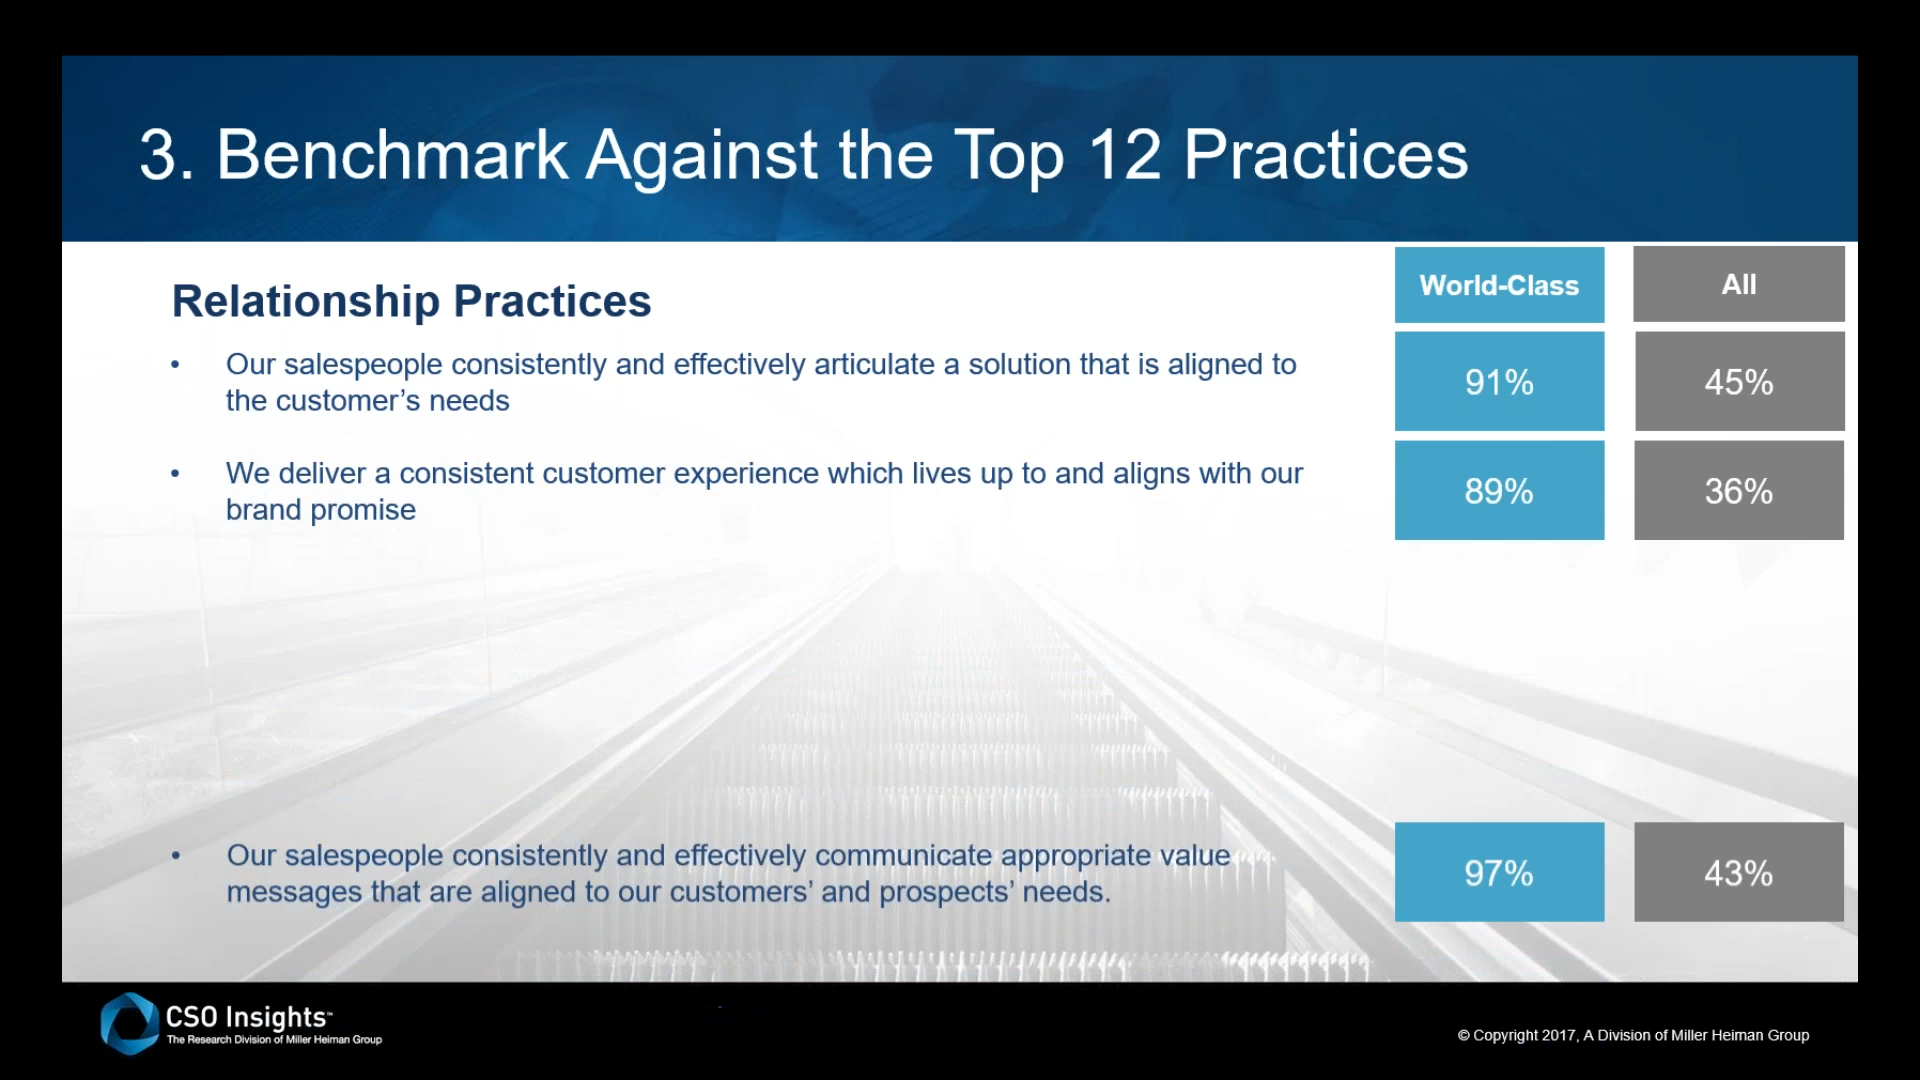 3. Benchmark Against the Top 12 Practices
Relationship Practices
World-Class
All
• Our salespeople consistently and effectively articulate a solution that is aligned to
the customer’s needs
91%
45%
• We deliver a consistent customer experience which lives up to and aligns with our
brand promise
89%
36%
• Our salespeople consistently and effectively communicate appropriate value
messages that are aligned to our customers’ and prospects’ needs.
97%
43%
CSO Insights™
The Research Division of Miller Heiman Group
© Copyright 2017, A Division of Miller Heiman Group